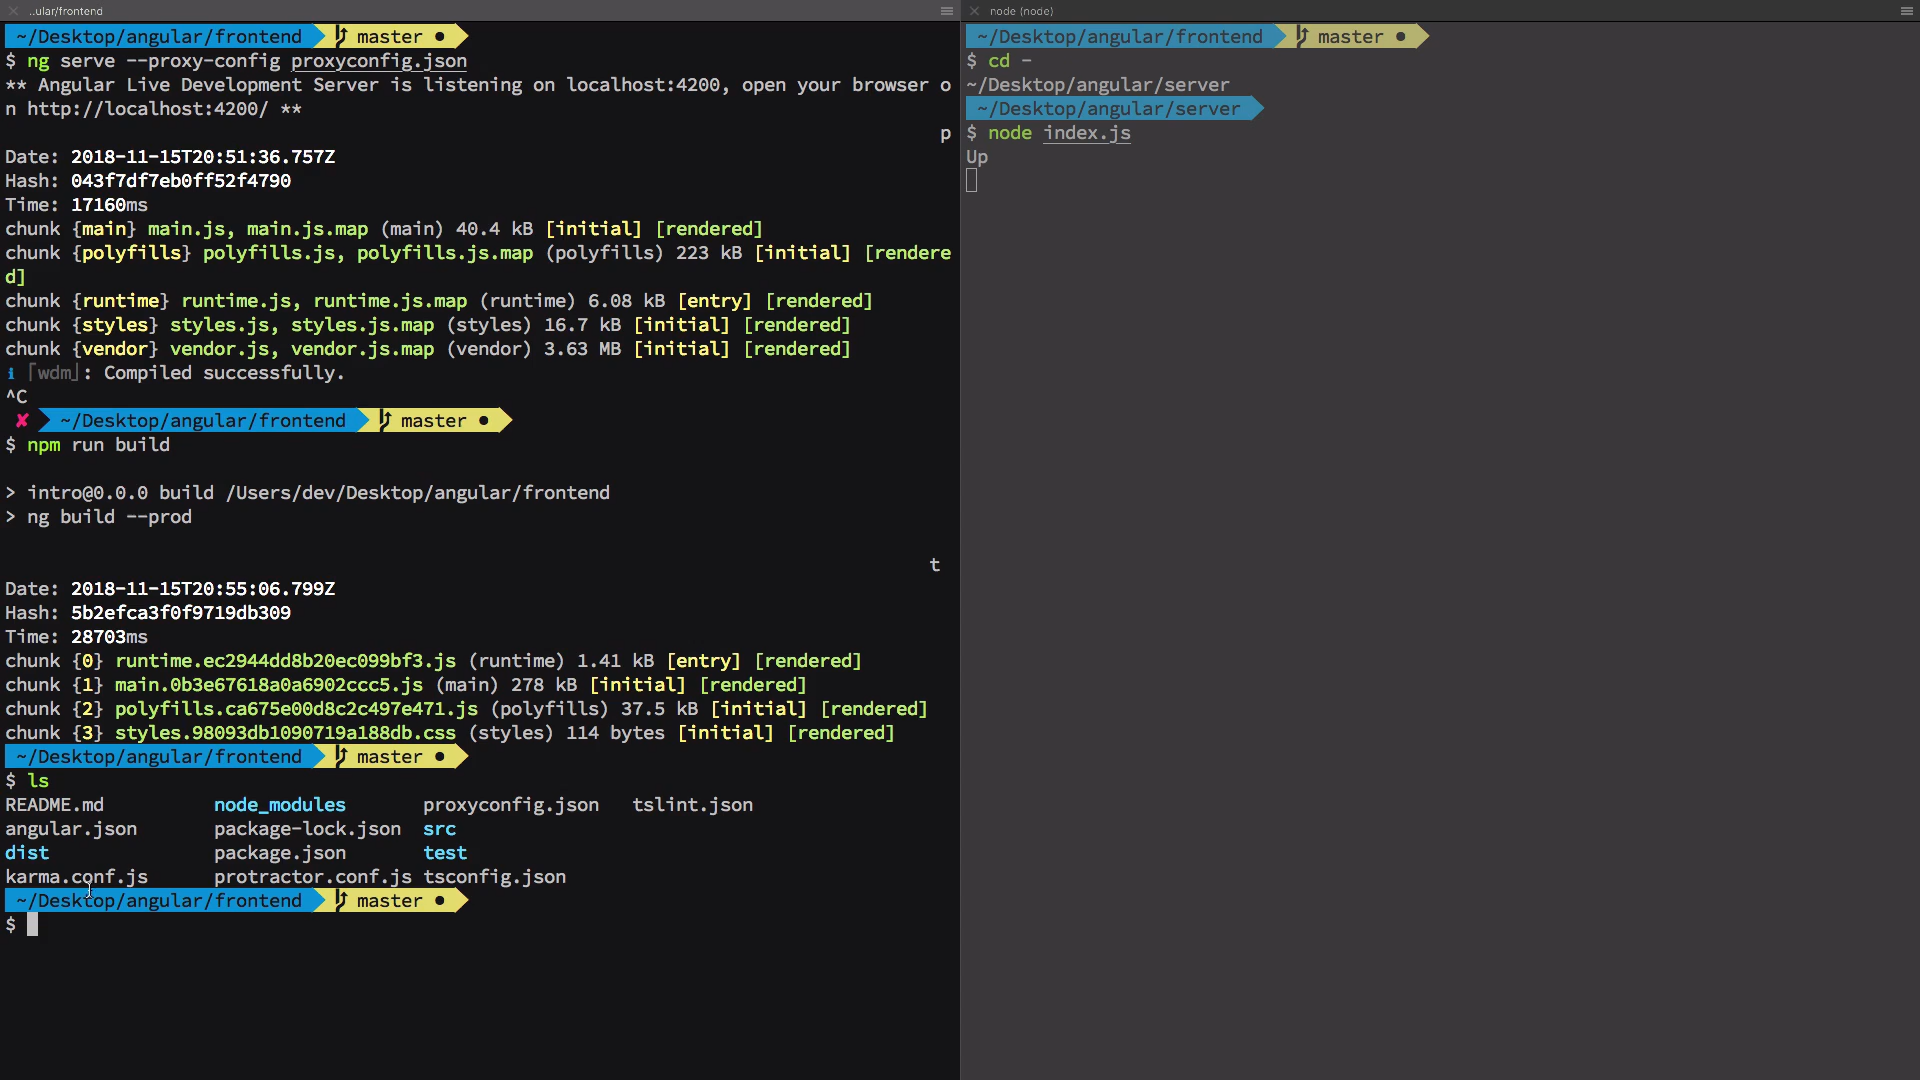 ..ular/frontend
~/Desktop/angular/frontend master ●
$ ng serve --proxy-config proxyconfig.json
** Angular Live Development Server is listening on localhost:4200, open your browser o
n http://localhost:4200/ **
p
Date: 2018-11-15T20:51:36.757Z
Hash: 043f7df7eb0ff52f4790
Time: 17160ms
chunk {main} main.js, main.js.map (main) 40.4 kB [initial] [rendered]
chunk {polyfills} polyfills.js, polyfills.js.map (polyfills) 223 kB [initial] [rendere
d]
chunk {runtime} runtime.js, runtime.js.map (runtime) 6.08 kB [entry] [rendered]
chunk {styles} styles.js, styles.js.map (styles) 16.7 kB [initial] [rendered]
chunk {vendor} vendor.js, vendor.js.map (vendor) 3.63 MB [initial] [rendered]
ℹ ｢wdm｣: Compiled successfully.
^C
✘ ~/Desktop/angular/frontend master ●
$ npm run build
> intro@0.0.0 build /Users/dev/Desktop/angular/frontend
> ng build --prod
t
Date: 2018-11-15T20:55:06.799Z
Hash: 5b2efca3f0f9719db309
Time: 28703ms
chunk {0} runtime.ec2944dd8b20ec099bf3.js (runtime) 1.41 kB [entry] [rendered]
chunk {1} main.0b3e67618a0a6902ccc5.js (main) 278 kB [initial] [rendered]
chunk {2} polyfills.ca675e00d8c2c497e471.js (polyfills) 37.5 kB [initial] [rendered]
chunk {3} styles.98093db1090719a188db.css (styles) 114 bytes [initial] [rendered]
~/Desktop/angular/frontend master ●
$ ls
README.md node_modules proxyconfig.json tslint.json
angular.json package-lock.json src
dist package.json test
karma.conf.js protractor.conf.js tsconfig.json
~/Desktop/angular/frontend master ●
$
node (node)
~/Desktop/angular/frontend master ●
$ cd -
~/Desktop/angular/server
~/Desktop/angular/server
$ node index.js
Up